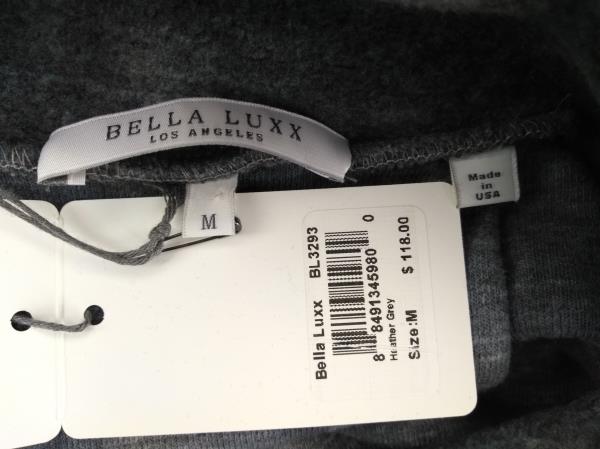 BELLA LUXX
LOS ANGELES
M
Made
in
USA
Bella Luxx BL3293
8 8491345980 0
Heather Grey
Size:M $ 118.00